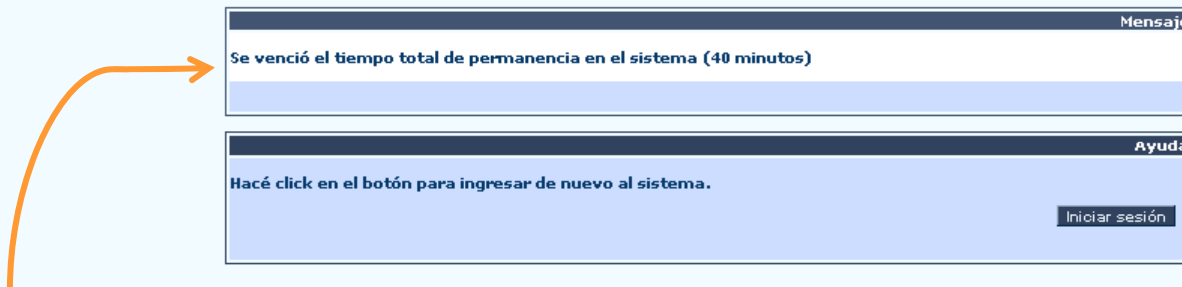 Mensaje
Se venció el tiempo total de permanencia en el sistema (40 minutos)
Ayuda
Hacé click en el botón para ingresar de nuevo al sistema.
Iniciar sesión